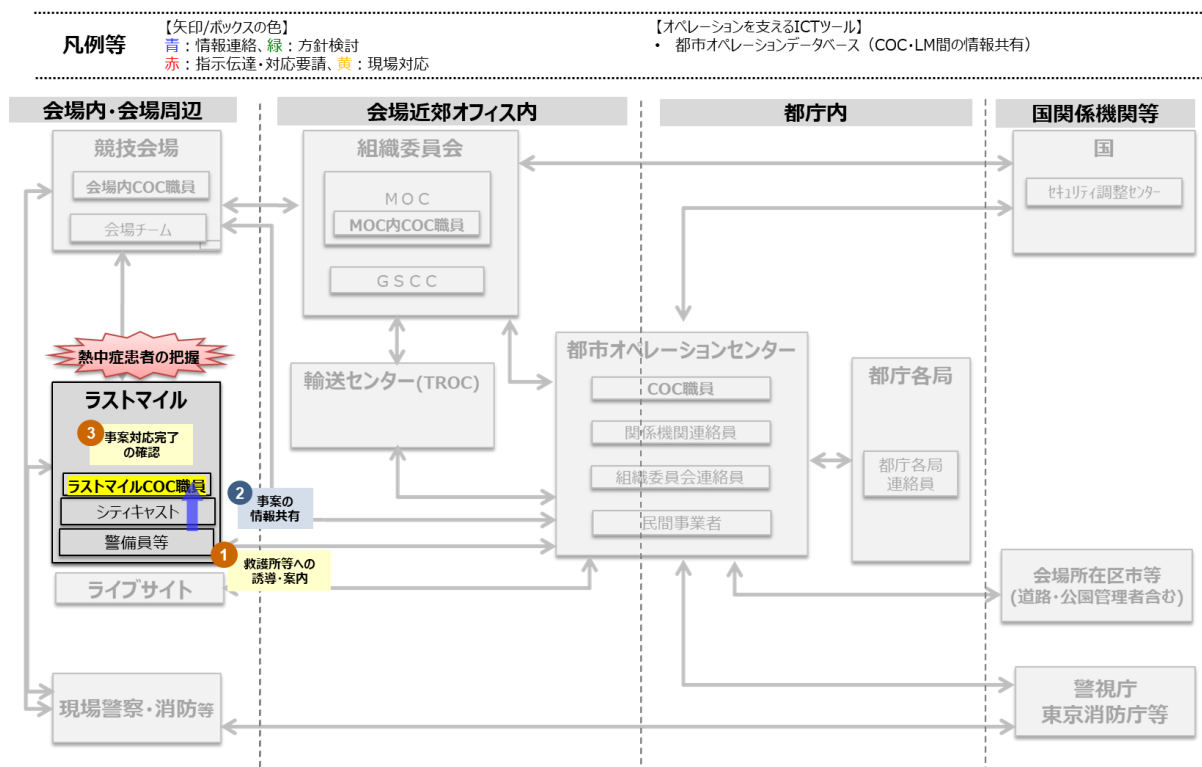 凡例等
【矢印/ボックスの色】
青：情報連絡、緑：方針検討
赤：指示伝達・対応要請、黄：現場対応
【オペレーションを支えるICTツール】
• 都市オペレーションデータベース（COC・LM間の情報共有）
会場内・会場周辺
会場近郊オフィス内
都庁内
国関係機関等
競技会場
会場内COC職員
会場チーム
組織委員会
ＭＯＣ
MOC内COC職員
ＧＳＣＣ
国
セキュリティ調整センター
熱中症患者の把握
ラストマイル
3 事案対応完了
の確認
ラストマイルCOC職員
シティキャスト
警備員等
2 事案の
情報共有
1 救護所等への
誘導・案内
輸送センター(TROC)
都市オペレーションセンター
COC職員
関係機関連絡員
組織委員会連絡員
民間事業者
都庁各局
都庁各局
連絡員
ライブサイト
会場所在区市等
(道路・公園管理者含む)
現場警察・消防等
警視庁
東京消防庁等